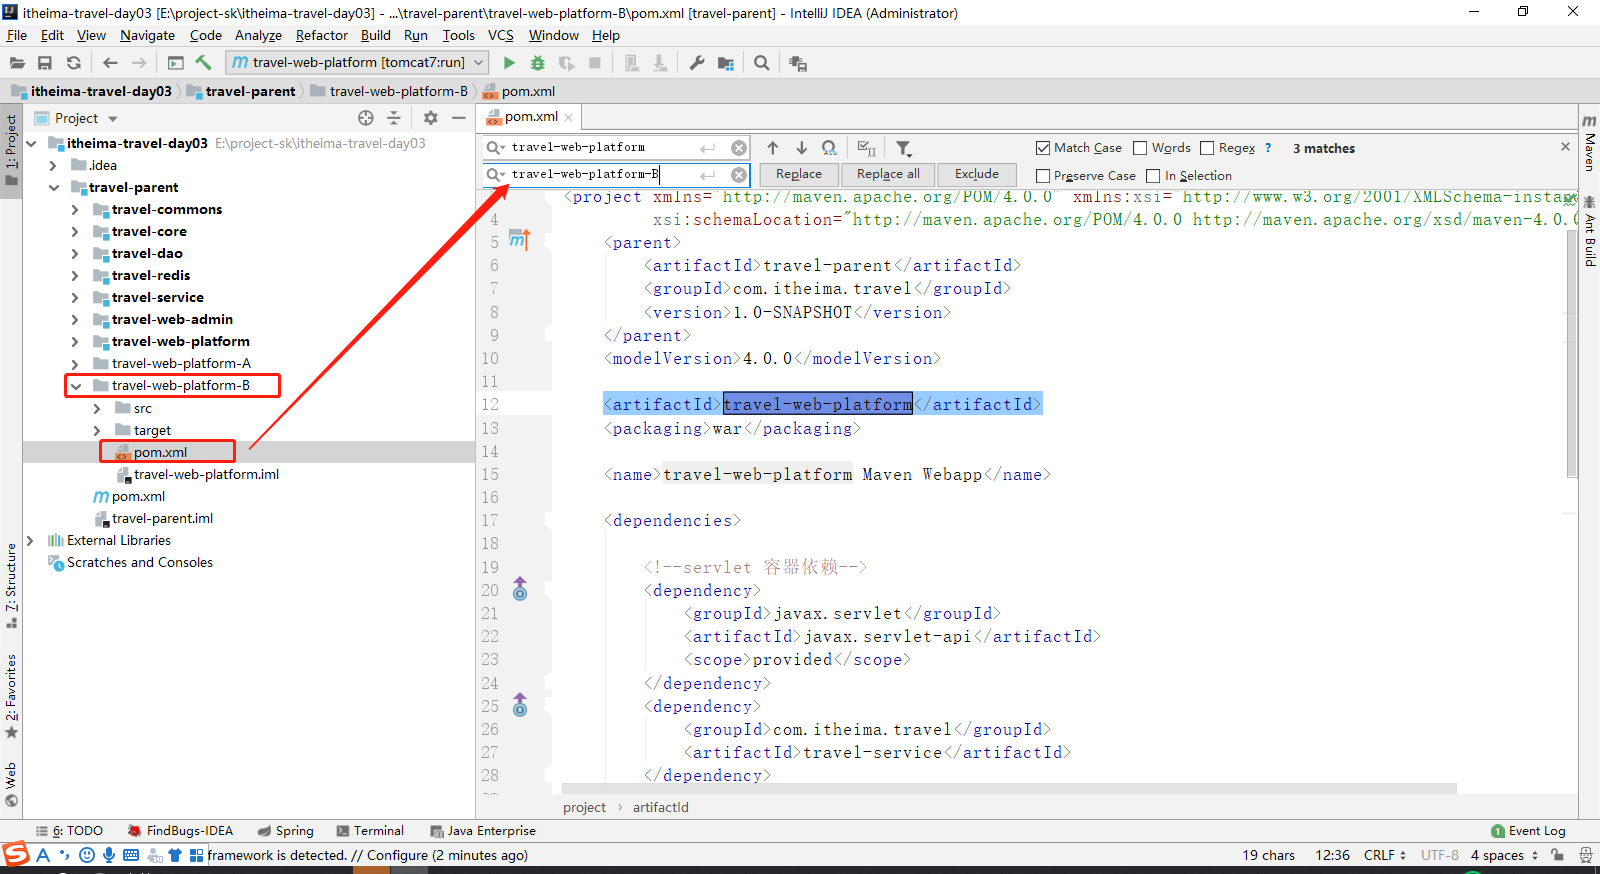 itheima-travel-day03 [E:\project-sk\itheima-travel-day03] - ...\travel-parent\travel-web-platform-B\pom.xml [travel-parent] - IntelliJ IDEA (Administrator)
File Edit View Navigate Code Analyze Refactor Build Run Tools VCS Window Help
travel-web-platform [tomcat7:run]
itheima-travel-day03 travel-parent travel-web-platform-B pom.xml
1: Project
7: Structure
2: Favorites
Web
Project
itheima-travel-day03 E:\project-sk\itheima-travel-day03
.idea
travel-parent
travel-commons
travel-core
travel-dao
travel-redis
travel-service
travel-web-admin
travel-web-platform
travel-web-platform-A
travel-web-platform-B
src
target
pom.xml
travel-web-platform.iml
pom.xml
travel-parent.iml
External Libraries
Scratches and Consoles
pom.xml
travel-web-platform
Match Case Words Regex ? 3 matches
travel-web-platform-B
Replace Replace all Exclude
Preserve Case In Selection
<project xmlns="http://maven.apache.org/POM/4.0.0" xmlns:xsi="http://www.w3.org/2001/XMLSchema-instan
4 xsi:schemaLocation="http://maven.apache.org/POM/4.0.0 http://maven.apache.org/xsd/maven-4.0.0
5 <parent>
6 <artifactId>travel-parent</artifactId>
7 <groupId>com.itheima.travel</groupId>
8 <version>1.0-SNAPSHOT</version>
9 </parent>
10 <modelVersion>4.0.0</modelVersion>
11
12 <artifactId>travel-web-platform</artifactId>
13 <packaging>war</packaging>
14
15 <name>travel-web-platform Maven Webapp</name>
16
17 <dependencies>
18
19 <!--servlet 容器依赖-->
20 <dependency>
21 <groupId>javax.servlet</groupId>
22 <artifactId>javax.servlet-api</artifactId>
23 <scope>provided</scope>
24 </dependency>
25 <dependency>
26 <groupId>com.itheima.travel</groupId>
27 <artifactId>travel-service</artifactId>
28 </dependency>
project › artifactId
Maven
Ant Build
6: TODO FindBugs-IDEA Spring Terminal Java Enterprise 1 Event Log
framework is detected. // Configure (2 minutes ago) 19 chars 12:36 CRLF UTF-8 4 spaces